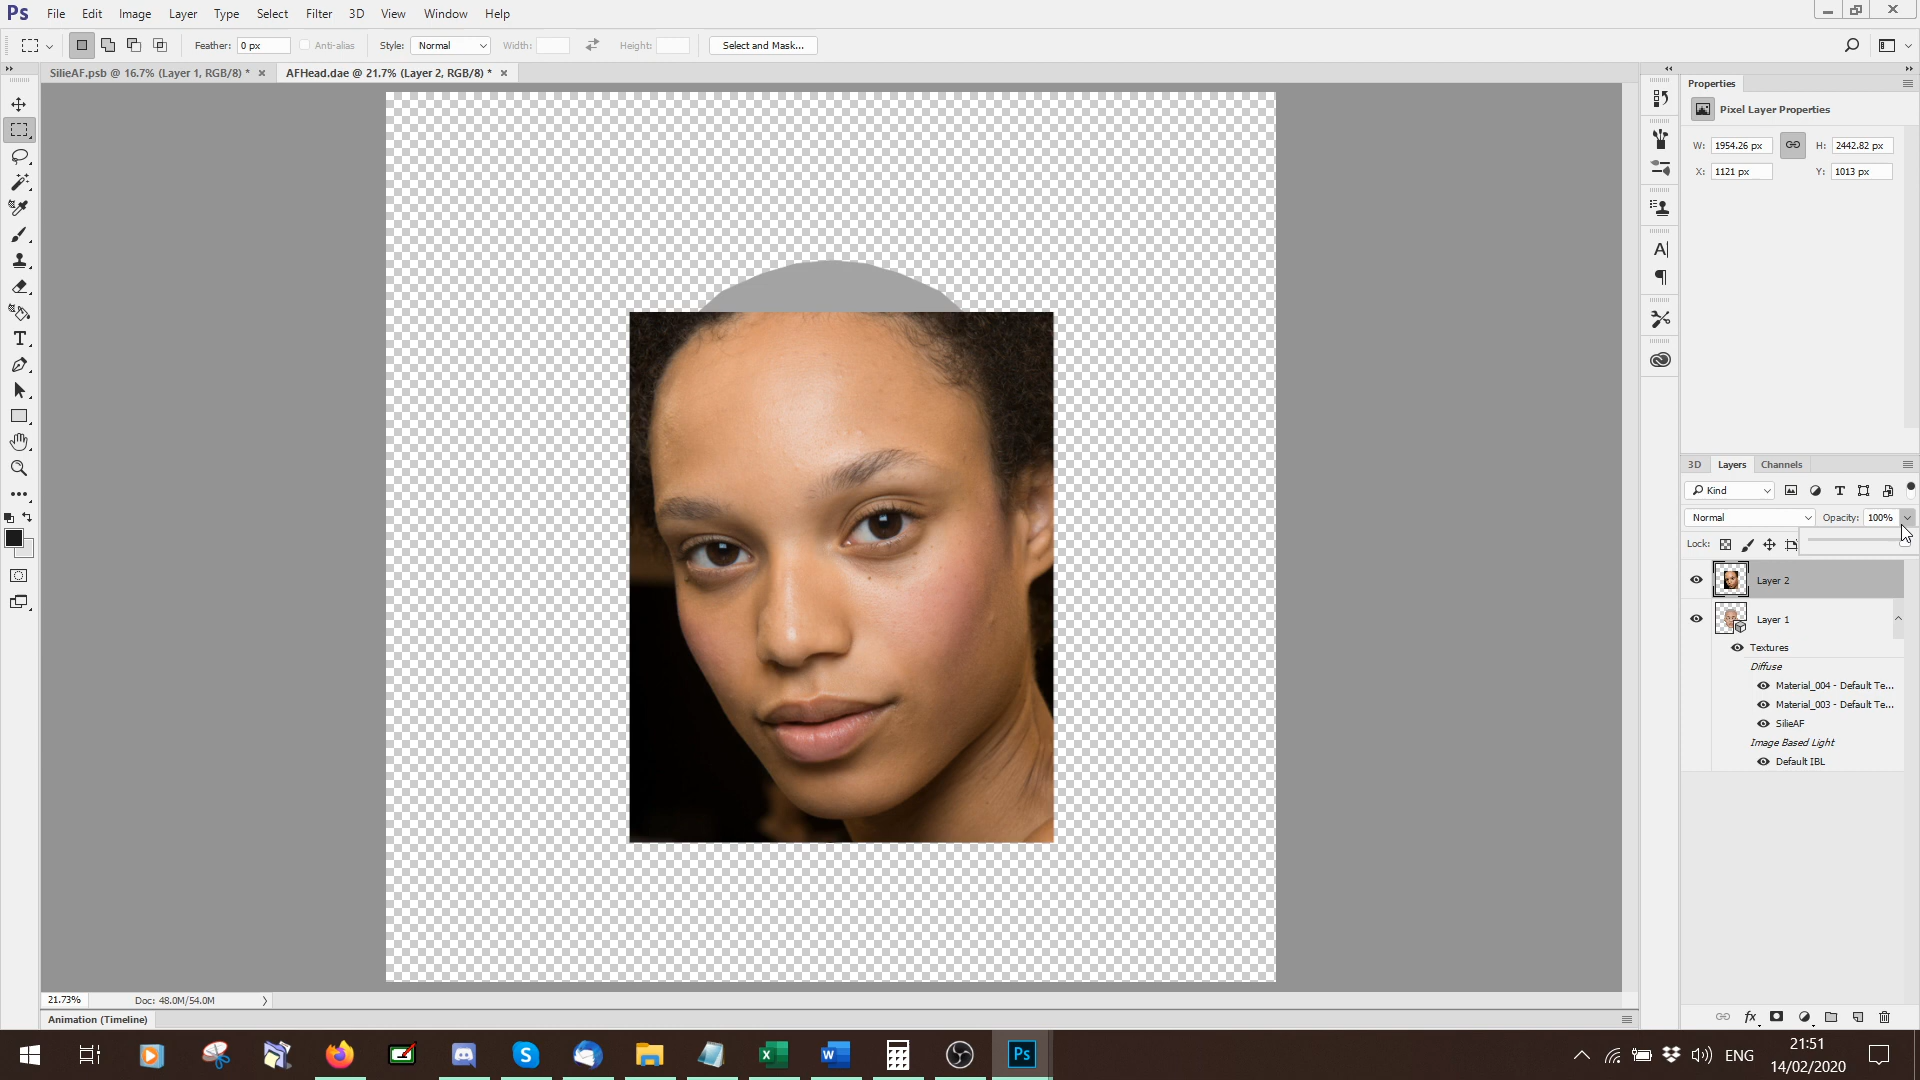 Ps File Edit Image Layer Type Select Filter 3D View Window Help
Feather: 0 px Anti-alias Style: Normal Width: Height: Select and Mask...
SilieAF.psb @ 16.7% (Layer 1, RGB/8) * AFHead.dae @ 21.7% (Layer 2, RGB/8) *
Properties
Pixel Layer Properties
W: 1954.26 px H: 2442.82 px
X: 1121 px Y: 1013 px
3D Layers Channels
Kind
Normal Opacity: 100%
Lock:
Layer 2
Layer 1
Textures
Diffuse
Material_004 - Default Te...
Material_003 - Default Te...
SilieAF
Image Based Light
Default IBL
21.73% Doc: 48.0M/54.0M
Animation (Timeline)
ENG
21:51
14/02/2020